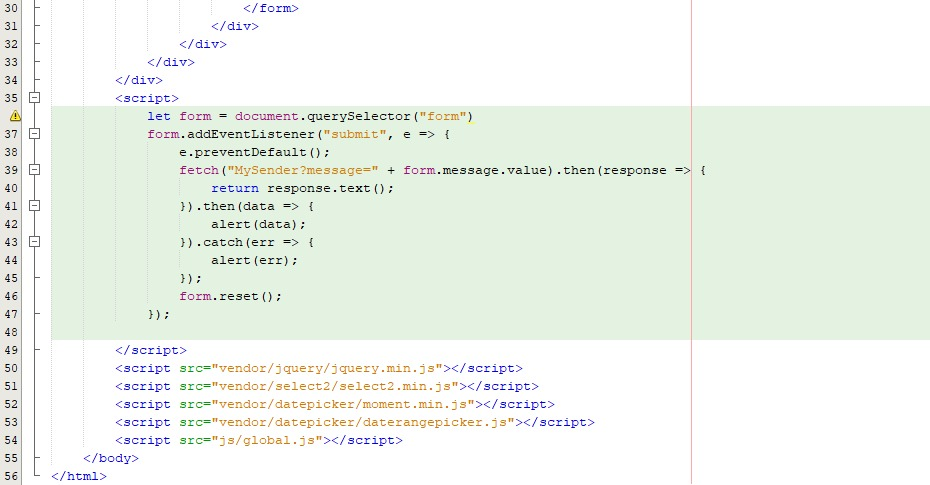 30 </form>
31 </div>
32 </div>
33 </div>
34 </div>
35 <script>
let form = document.querySelector("form")
37 form.addEventListener("submit", e => {
38 e.preventDefault();
39 fetch("MySender?message=" + form.message.value).then(response => {
40 return response.text();
41 }).then(data => {
42 alert(data);
43 }).catch(err => {
44 alert(err);
45 });
46 form.reset();
47 });
48
49 </script>
50 <script src="vendor/jquery/jquery.min.js"></script>
51 <script src="vendor/select2/select2.min.js"></script>
52 <script src="vendor/datepicker/moment.min.js"></script>
53 <script src="vendor/datepicker/daterangepicker.js"></script>
54 <script src="js/global.js"></script>
55 </body>
56 </html>